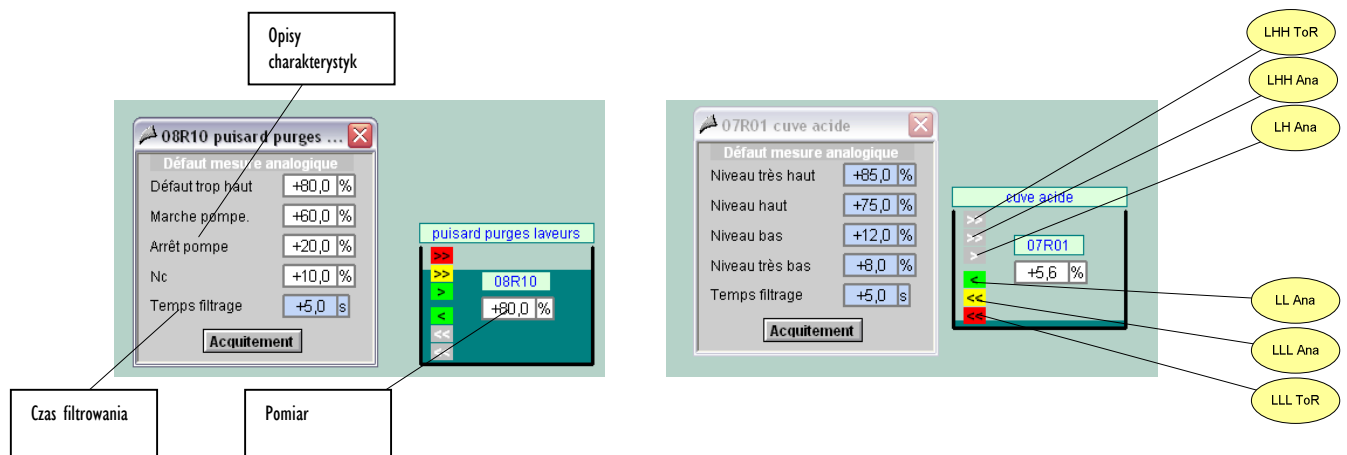 Opisy
charakterystyk
08R10 puisard purges ...
Défaut mesure analogique
Défaut trop haut +80,0 %
Marche pompe. +60,0 %
Arrêt pompe +20,0 %
Nc +10,0 %
Temps filtrage +5,0 s
Acquitement
puisard purges laveurs
>>
>>
>
08R10
+80,0 %
<
<<
<<
Czas filtrowania
Pomiar
07R01 cuve acide
Défaut mesure analogique
Niveau très haut +85,0 %
Niveau haut +75,0 %
Niveau bas +12,0 %
Niveau très bas +8,0 %
Temps filtrage +5,0 s
Acquitement
cuve acide
>>
>>
>
07R01
+5,6 %
<
<<
<<
LHH ToR
LHH Ana
LH Ana
LL Ana
LLL Ana
LLL ToR